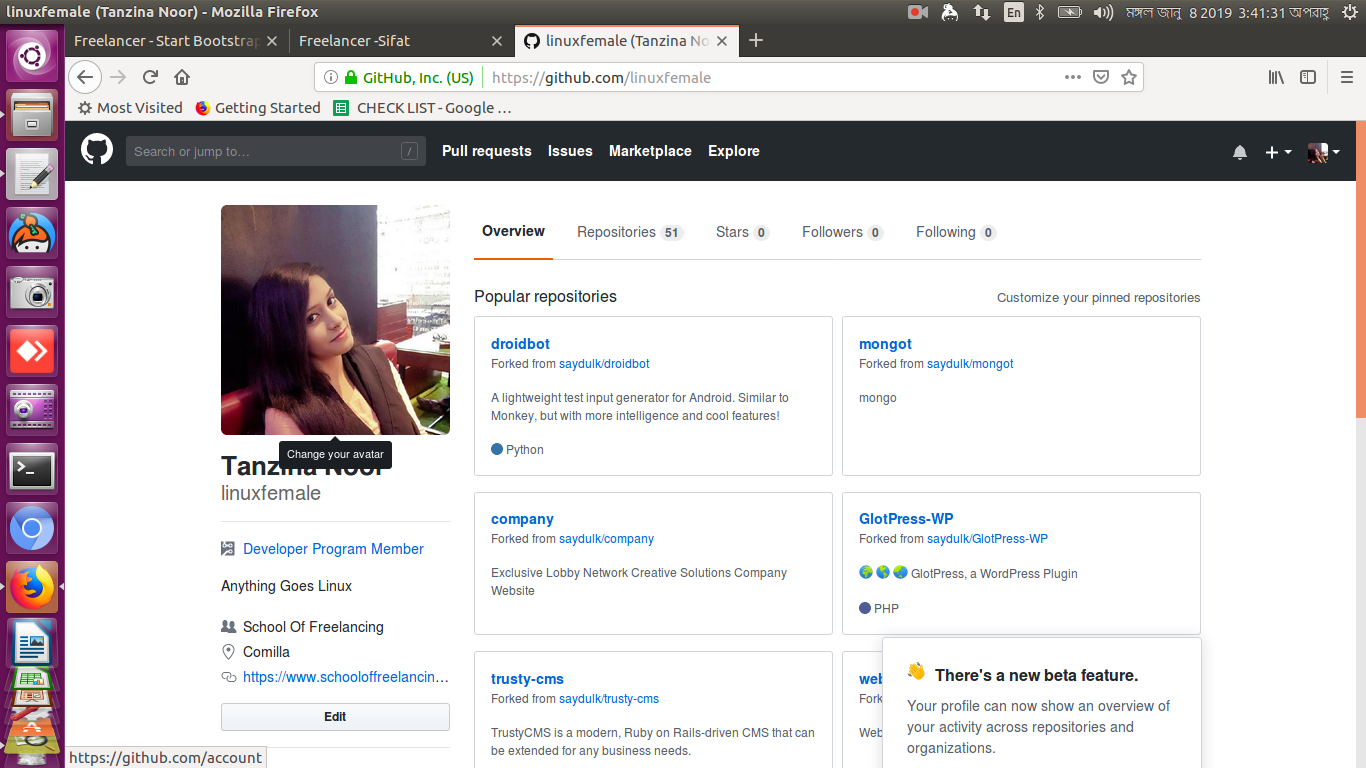 linuxfemale (Tanzina Noor) - Mozilla Firefox
En
মঙ্গল জানু 8 2019 3:41:31 অপরাহ্ণ
Freelancer - Start Bootstrap
Freelancer -Sifat
linuxfemale (Tanzina No
GitHub, Inc. (US)
https://github.com/linuxfemale
Most Visited
Getting Started
CHECK LIST - Google …
Search or jump to…
/
Pull requests
Issues
Marketplace
Explore
Change your avatar
Tanzina Noor
linuxfemale
Developer Program Member
Anything Goes Linux
School Of Freelancing
Comilla
https://www.schooloffreelancin…
Edit
https://github.com/account
Overview
Repositories 51
Stars 0
Followers 0
Following 0
Popular repositories
Customize your pinned repositories
droidbot
Forked from saydulk/droidbot
A lightweight test input generator for Android. Similar to
Monkey, but with more intelligence and cool features!
Python
mongot
Forked from saydulk/mongot
mongo
company
Forked from saydulk/company
Exclusive Lobby Network Creative Solutions Company
Website
GlotPress-WP
Forked from saydulk/GlotPress-WP
🌍 🌎 🌏 GlotPress, a WordPress Plugin
PHP
trusty-cms
Forked from saydulk/trusty-cms
TrustyCMS is a modern, Ruby on Rails-driven CMS that can
be extended for any business needs.
web
Fork
Web
👋 There's a new beta feature.
Your profile can now show an overview of
your activity across repositories and
organizations.